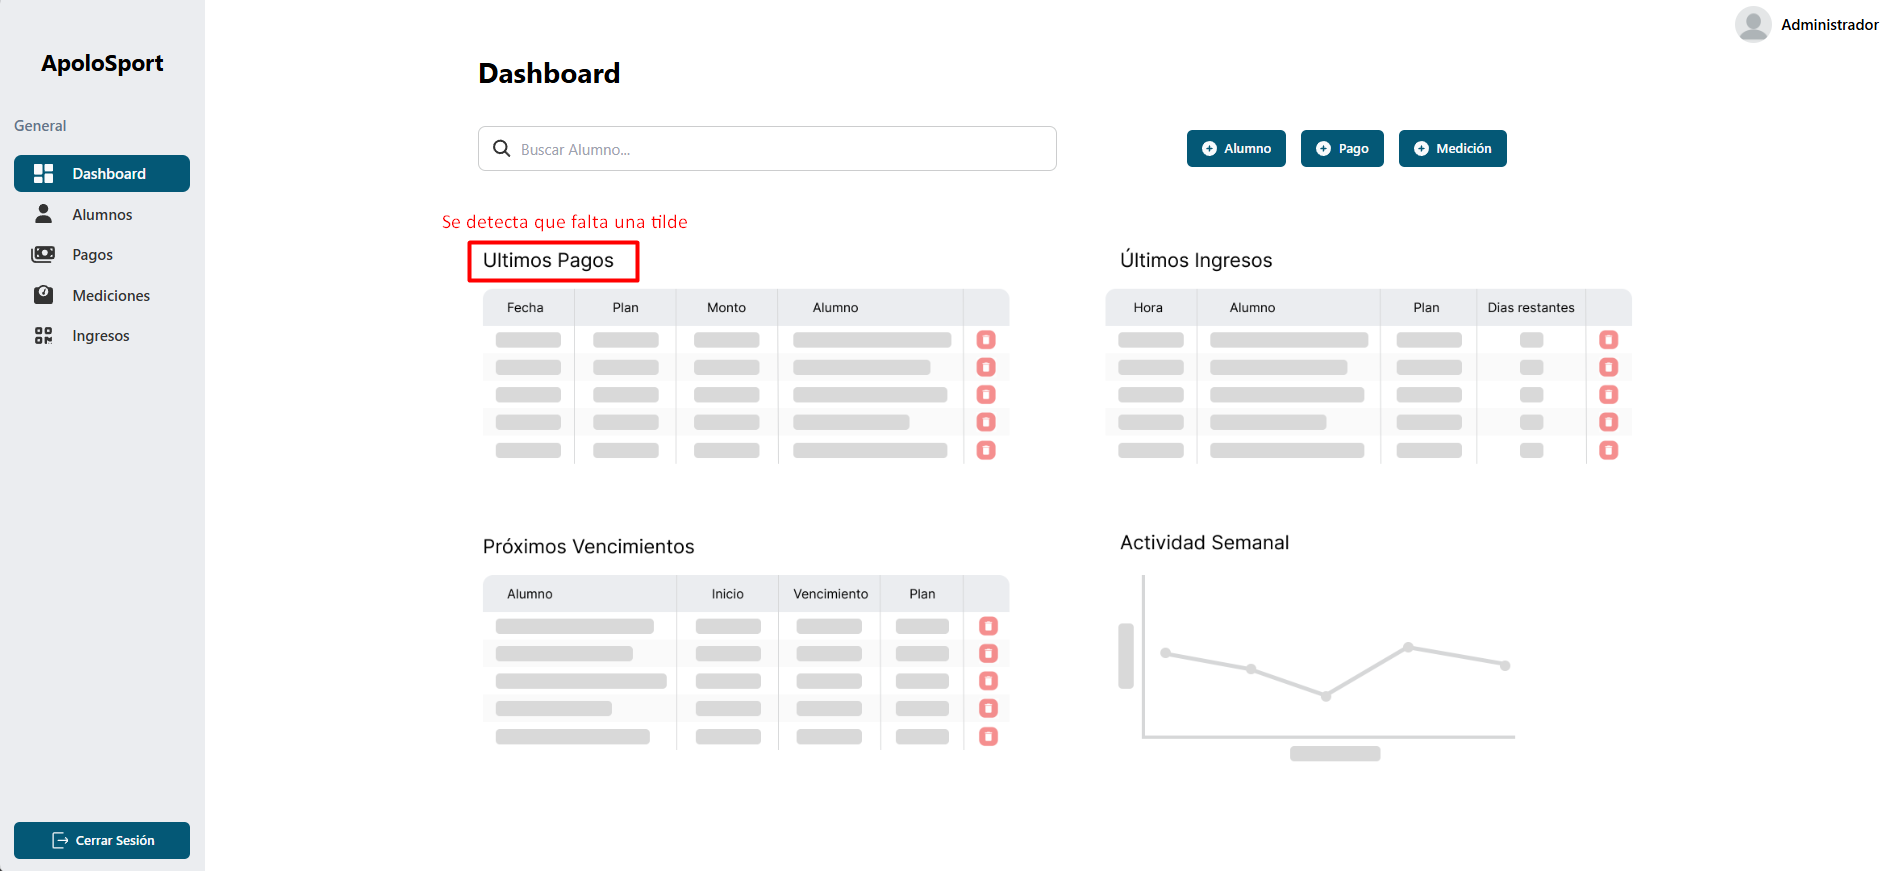 Administrador
ApoloSport
General
Dashboard
Alumnos
Pagos
Mediciones
Ingresos
Cerrar Sesión
Dashboard
Buscar Alumno...
Alumno
Pago
Medición
Se detecta que falta una tilde
Ultimos Pagos
Fecha Plan Monto Alumno
Últimos Ingresos
Hora Alumno Plan Dias restantes
Próximos Vencimientos
Alumno Inicio Vencimiento Plan
Actividad Semanal